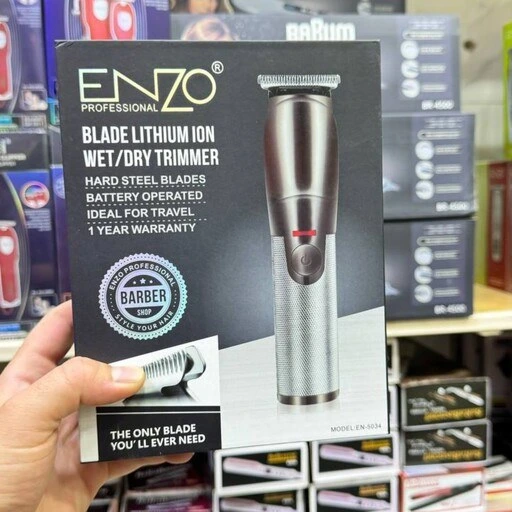 BARUM
ENZO®
PROFESSIONAL
BLADE LITHIUM ION
WET/DRY TRIMMER
HARD STEEL BLADES
BATTERY OPERATED
IDEAL FOR TRAVEL
1 YEAR WARRANTY
ENZO PROFESSIONAL
BARBER
SHOP
STYLE YOUR HAIR
THE ONLY BLADE
YOU'LL EVER NEED
MODEL:EN-5034